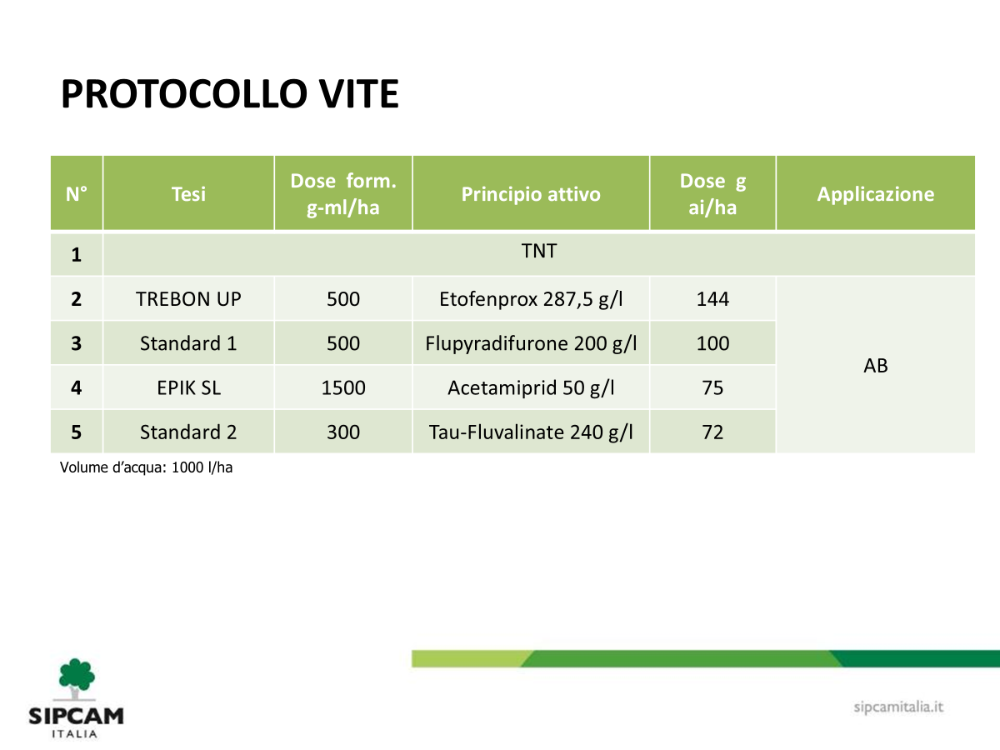 PROTOCOLLO VITE
N° Tesi Dose form. g-ml/ha Principio attivo Dose g ai/ha Applicazione
1 TNT
2 TREBON UP 500 Etofenprox 287,5 g/l 144 AB
3 Standard 1 500 Flupyradifurone 200 g/l 100
4 EPIK SL 1500 Acetamiprid 50 g/l 75
5 Standard 2 300 Tau-Fluvalinate 240 g/l 72
Volume d’acqua: 1000 l/ha
SIPCAM
ITALIA
sipcamitalia.it